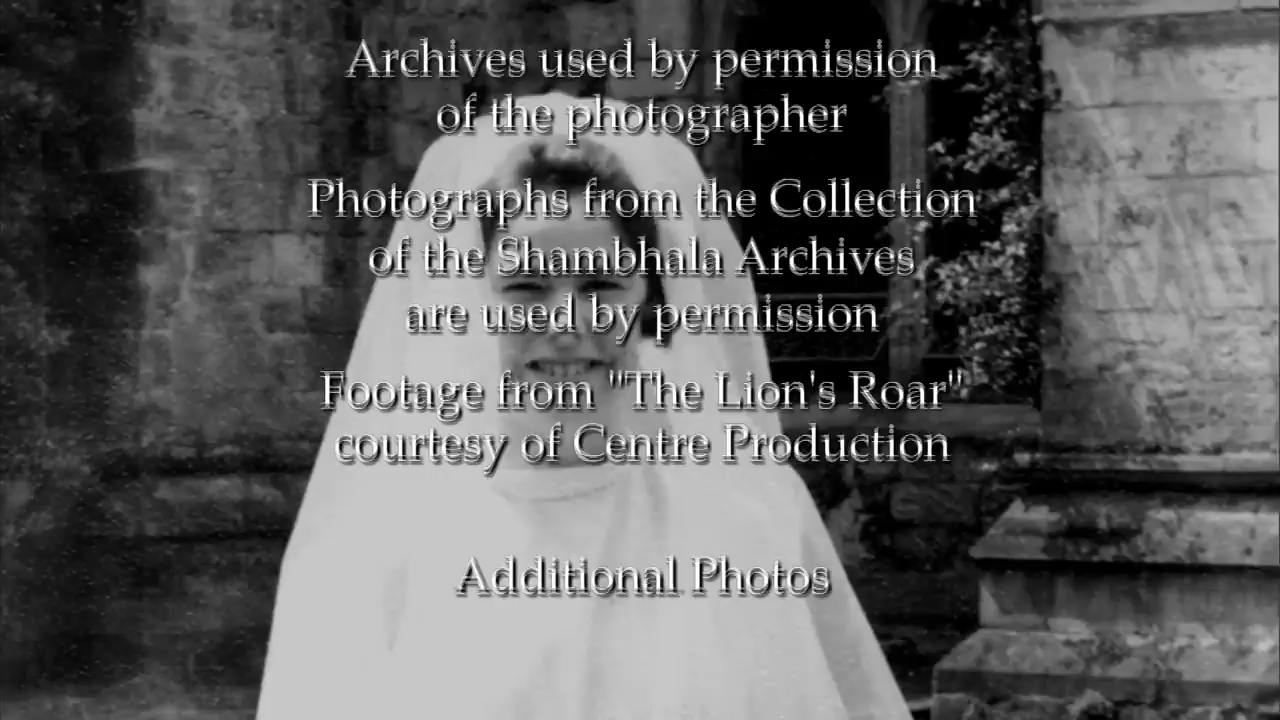 Archives used by permission
of the photographer
Photographs from the Collection
of the Shambhala Archives
are used by permission
Footage from "The Lion's Roar"
courtesy of Centre Production
Additional Photos